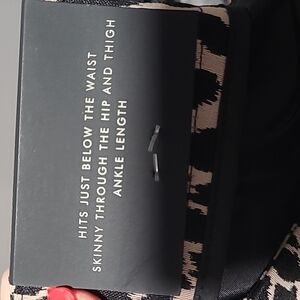 HITS JUST BELOW THE WAIST
SKINNY THROUGH THE HIP AND THIGH
ANKLE LENGTH